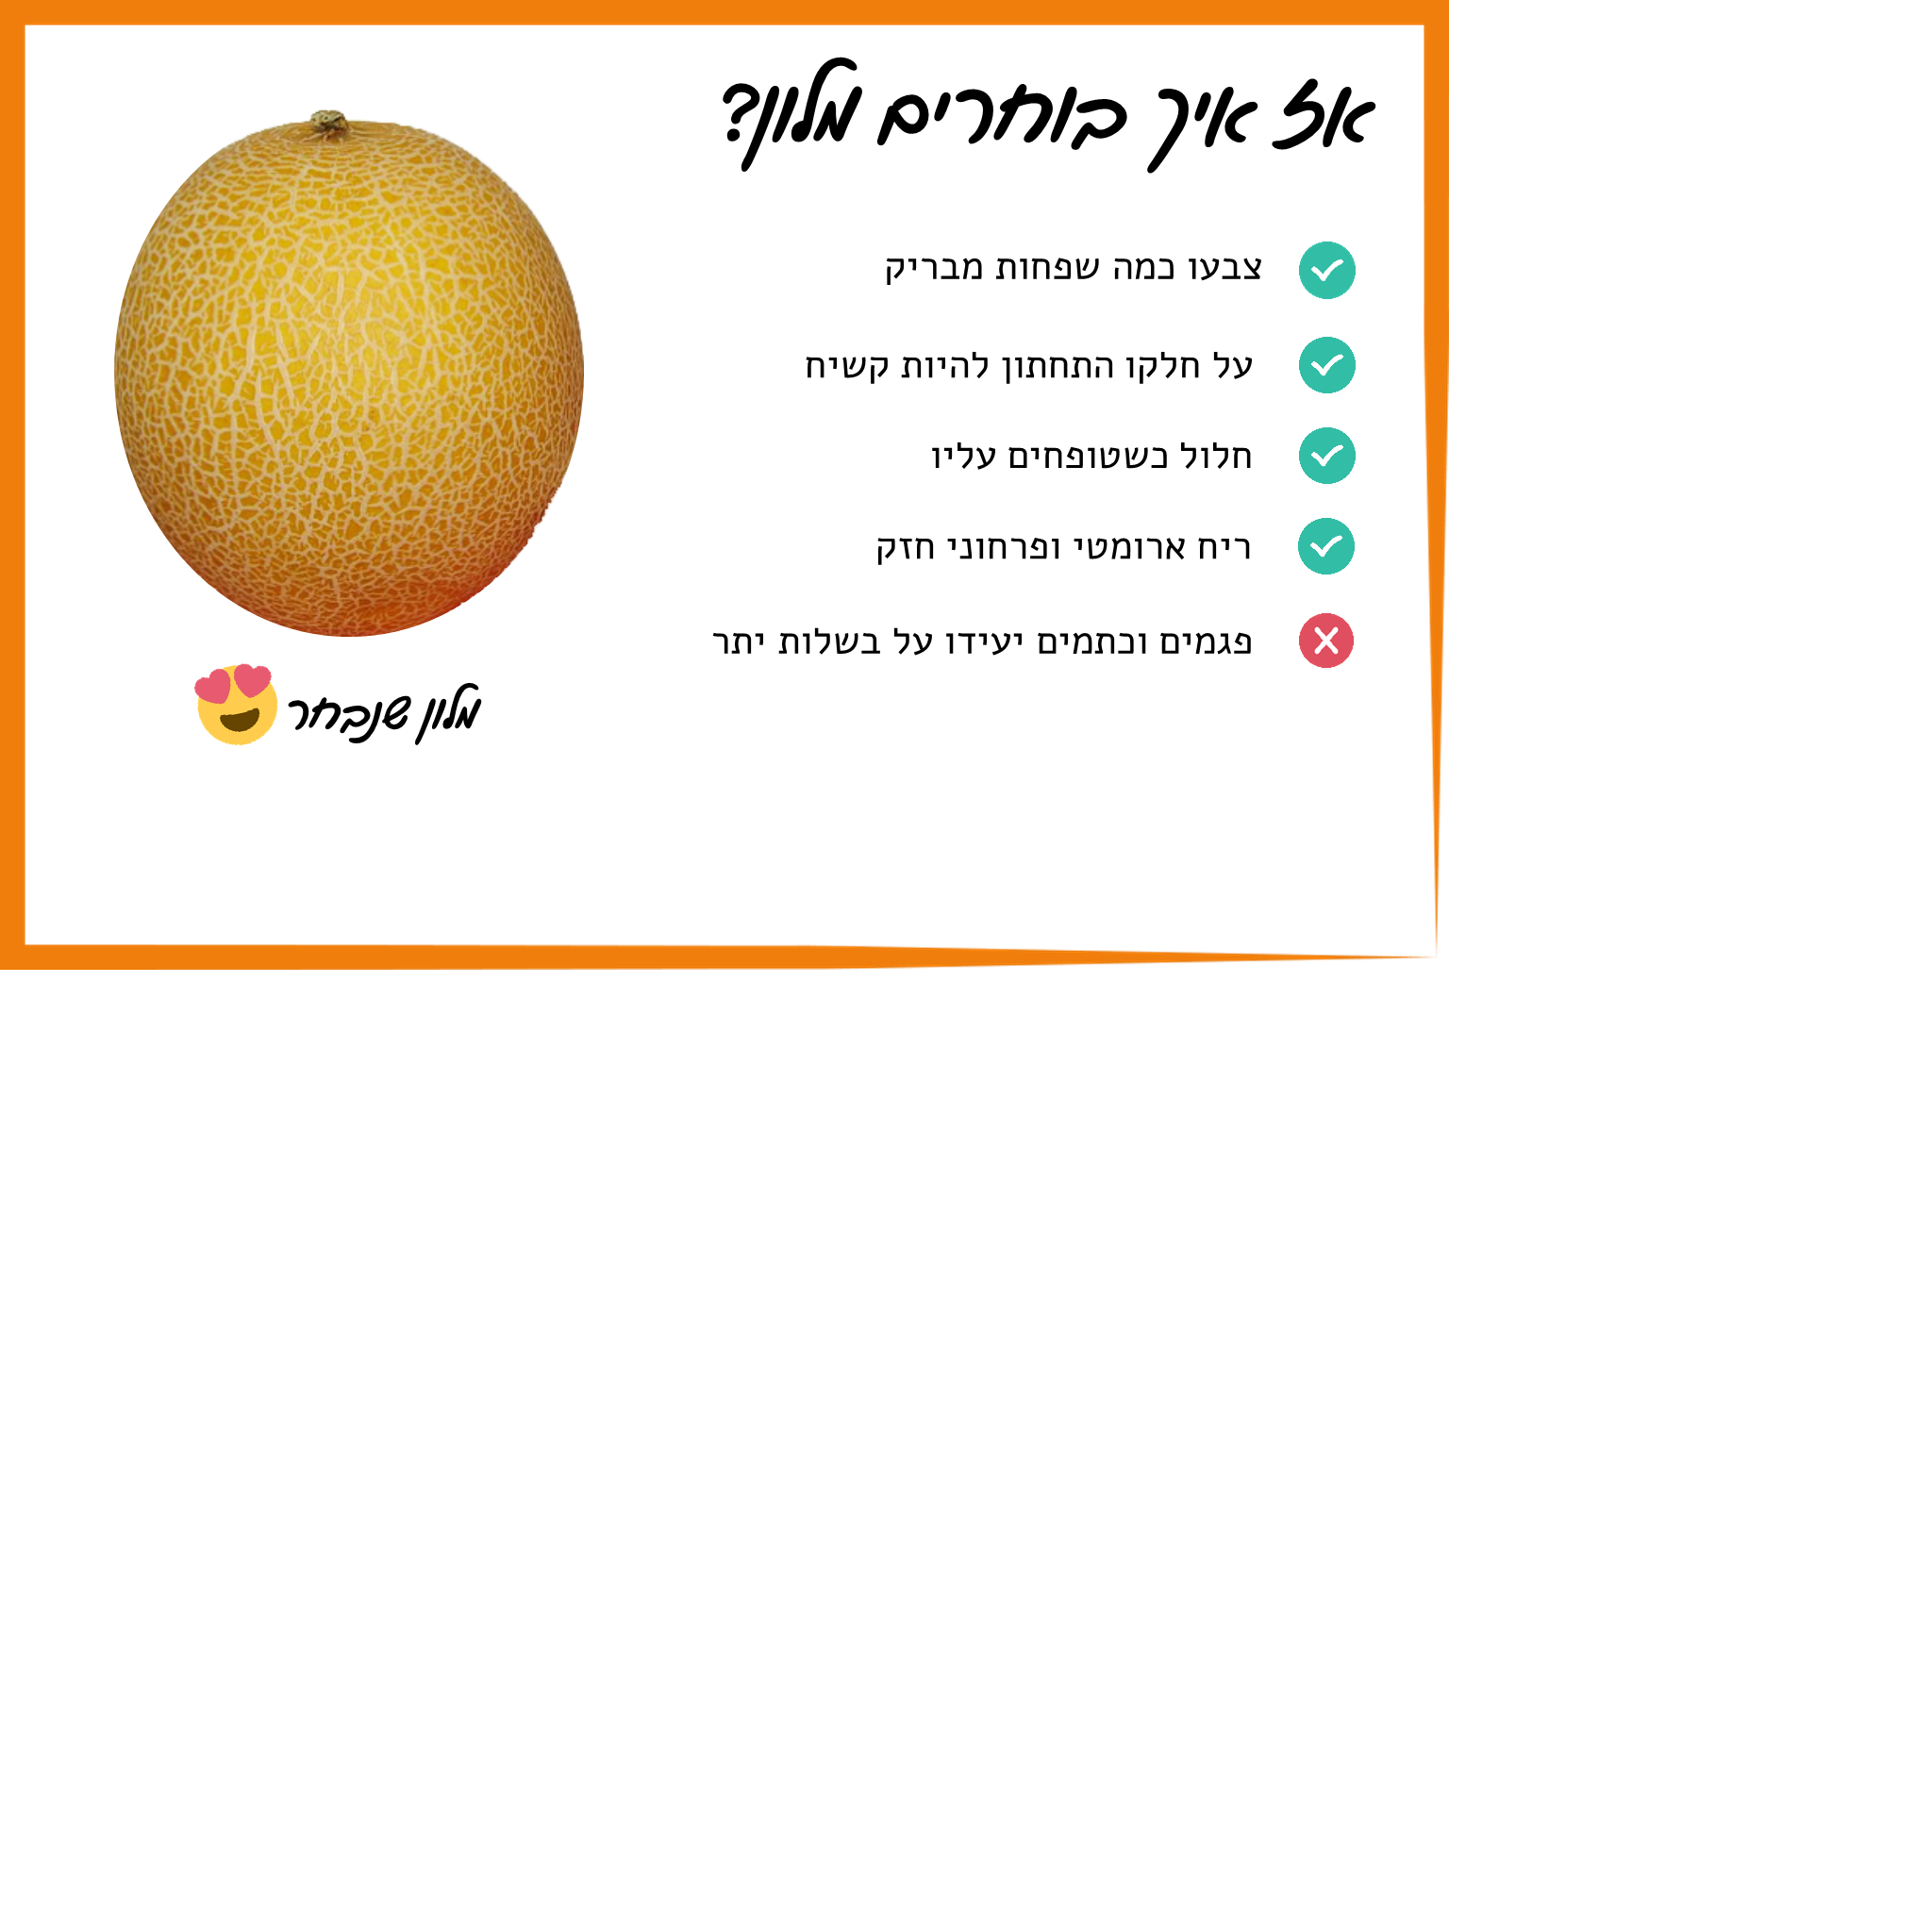 אז איך בוחרים מלון?
צבעו כמה שפחות מבריק
על חלקו התחתון להיות קשיח
חלול כשטופחים עליו
ריח ארומטי ופרחוני חזק
פגמים וכתמים יעידו על בשלות יתר
מלון שנבחר